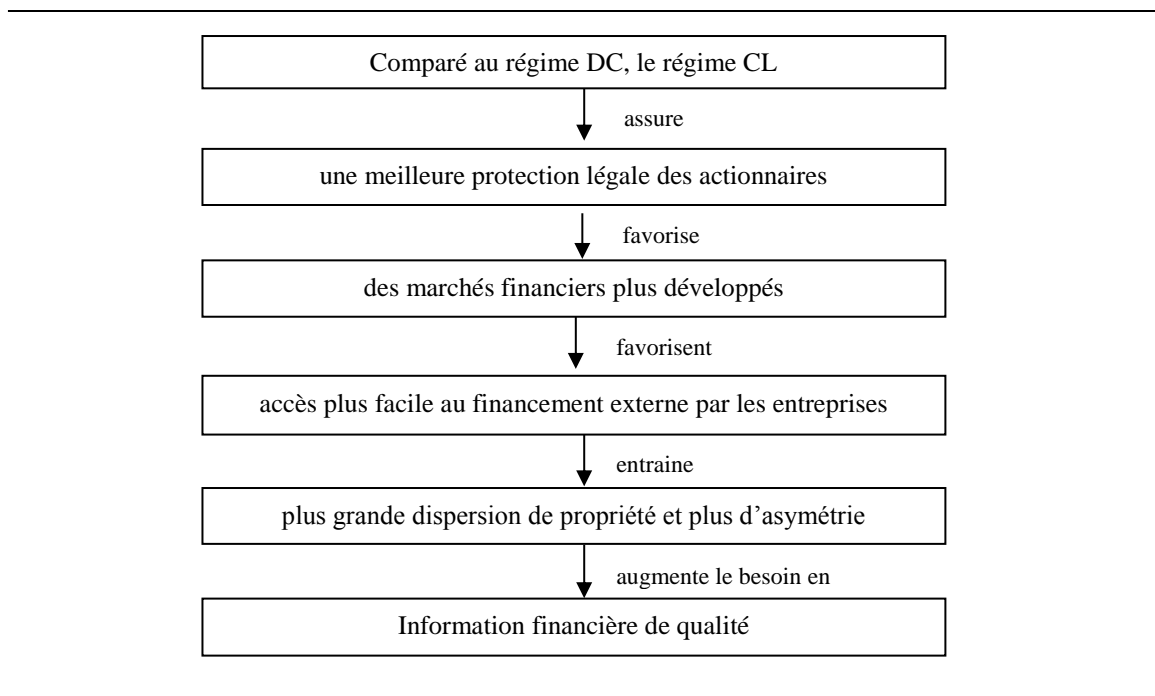 Comparé au régime DC, le régime CL
assure
une meilleure protection légale des actionnaires
favorise
des marchés financiers plus développés
favorisent
accès plus facile au financement externe par les entreprises
entraine
plus grande dispersion de propriété et plus d’asymétrie
augmente le besoin en
Information financière de qualité